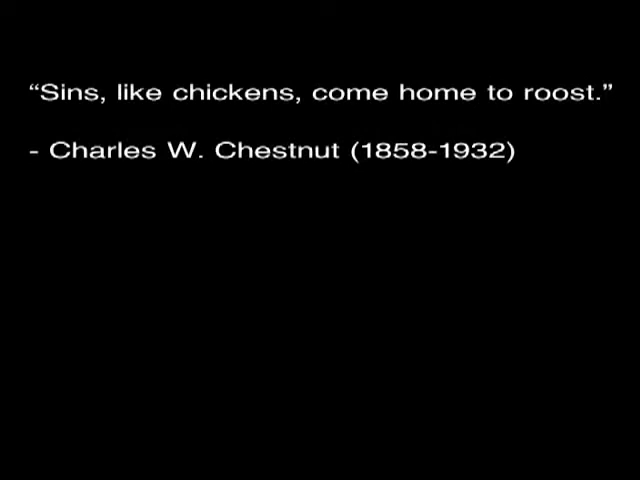 “Sins, like chickens, come home to roost.”
- Charles W. Chestnut (1858-1932)